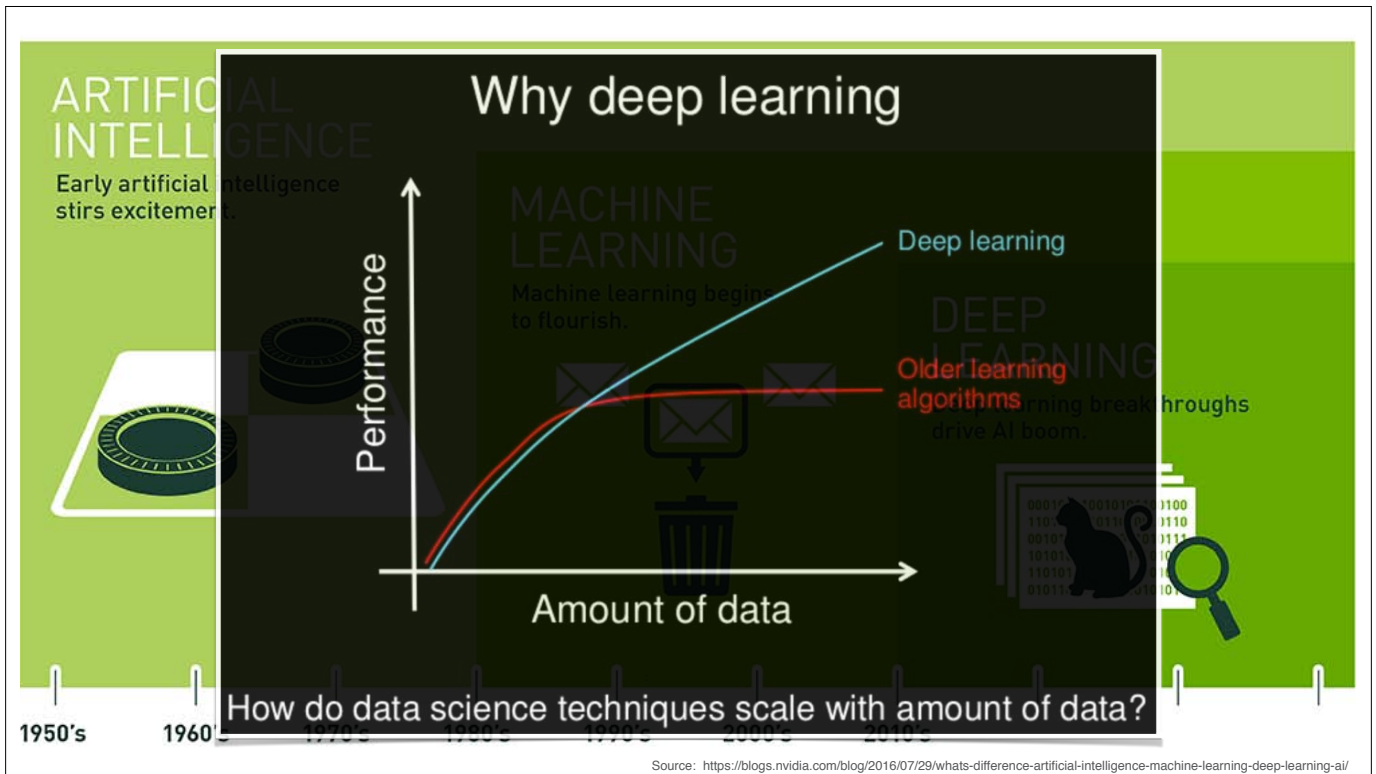 ARTIFICIAL
INTELLIGENCE
Early artificial intelligence
stirs excitement.
Why deep learning
MACHINE
LEARNING
Machine learning begins
to flourish.
Performance
Deep learning
DEEP
LEARNING
Older learning
algorithms
Deep learning breakthroughs
drive AI boom.
Amount of data
How do data science techniques scale with amount of data?
1950's 1960's 1970's 1980's 1990's 2000's 2010's
Source: https://blogs.nvidia.com/blog/2016/07/29/whats-difference-artificial-intelligence-machine-learning-deep-learning-ai/